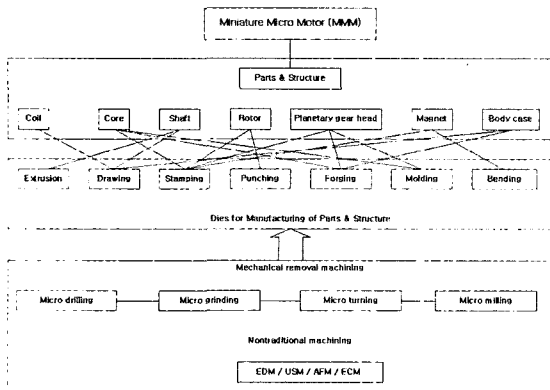 Miniature Micro Motor (MMM)
Parts & Structure
Coil Core Shaft Rotor Planetary gear head Magnet Body case
Extrusion Drawing Stamping Punching Forging Molding Bending
Dies for Manufacturing of Parts & Structure
Mechanical removal machining
Micro drilling Micro grinding Micro turning Micro milling
Nontraditional machining
EDM / USM / AFM / ECM